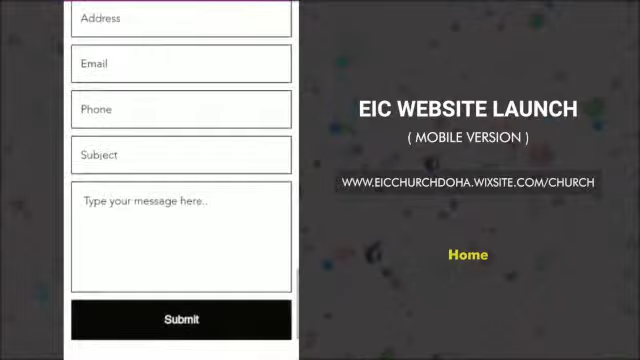 Address
Email
Phone
Subject
Type your message here..
Submit
EIC WEBSITE LAUNCH
( MOBILE VERSION )
WWW.EICCHURCHDOHA.WIXSITE.COM/CHURCH
Home